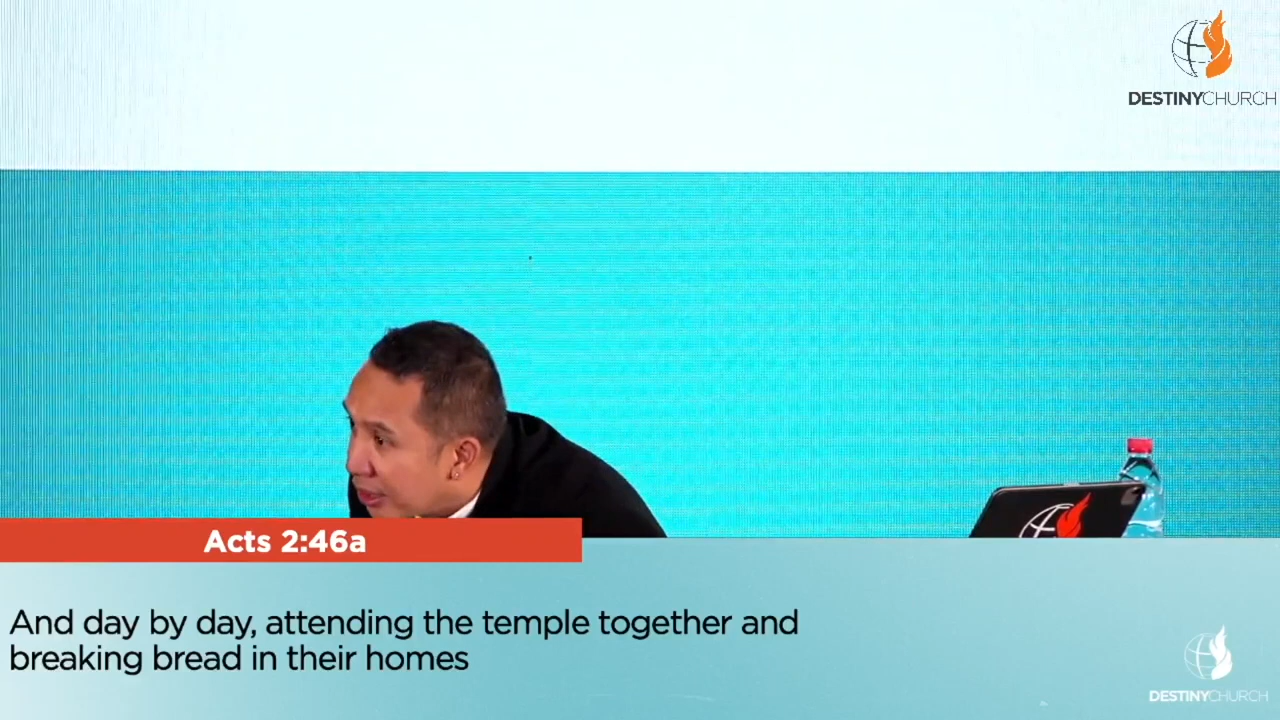 DESTINYCHURCH
Acts 2:46a
And day by day, attending the temple together and
breaking bread in their homes
DESTINYCHURCH